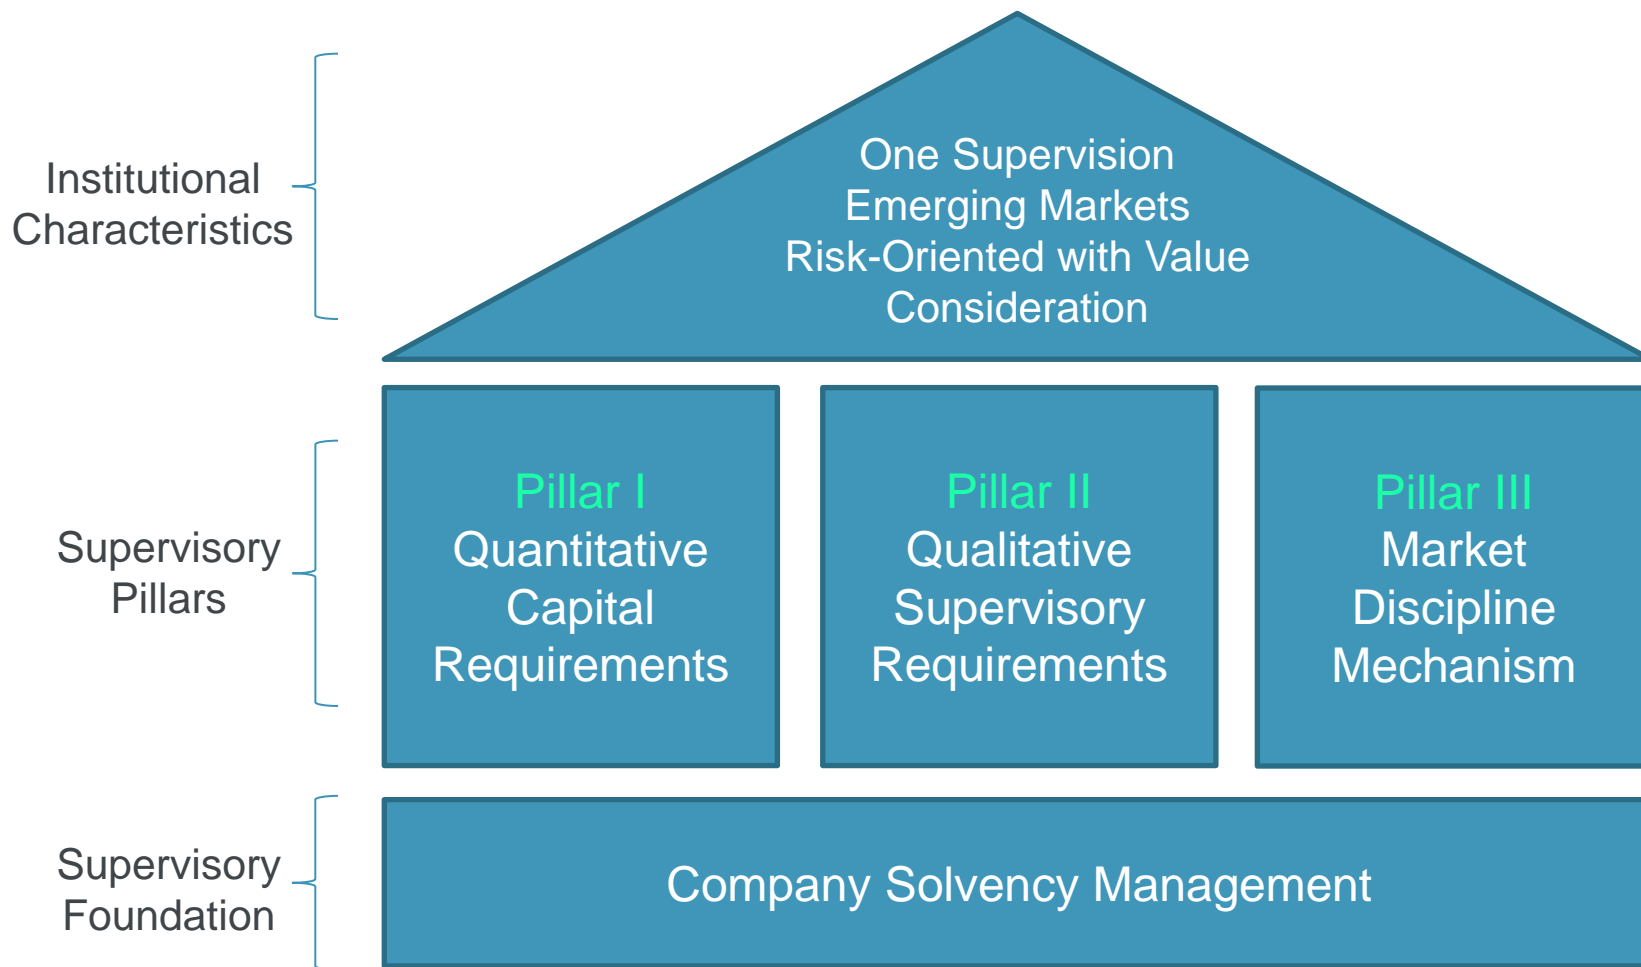 Institutional
Characteristics
One Supervision
Emerging Markets
Risk-Oriented with Value
Consideration
Supervisory
Pillars
Pillar I
Quantitative
Capital
Requirements
Pillar II
Qualitative
Supervisory
Requirements
Pillar III
Market
Discipline
Mechanism
Supervisory
Foundation
Company Solvency Management